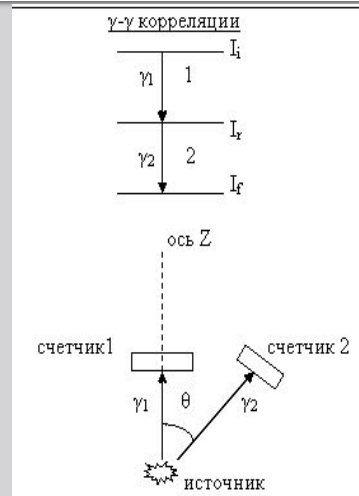 γ-γ корреляции
I_i
γ₁ 1
I_r
γ₂ 2
I_f
ось Z
счетчик1 счетчик 2
γ₁ θ γ₂
источник